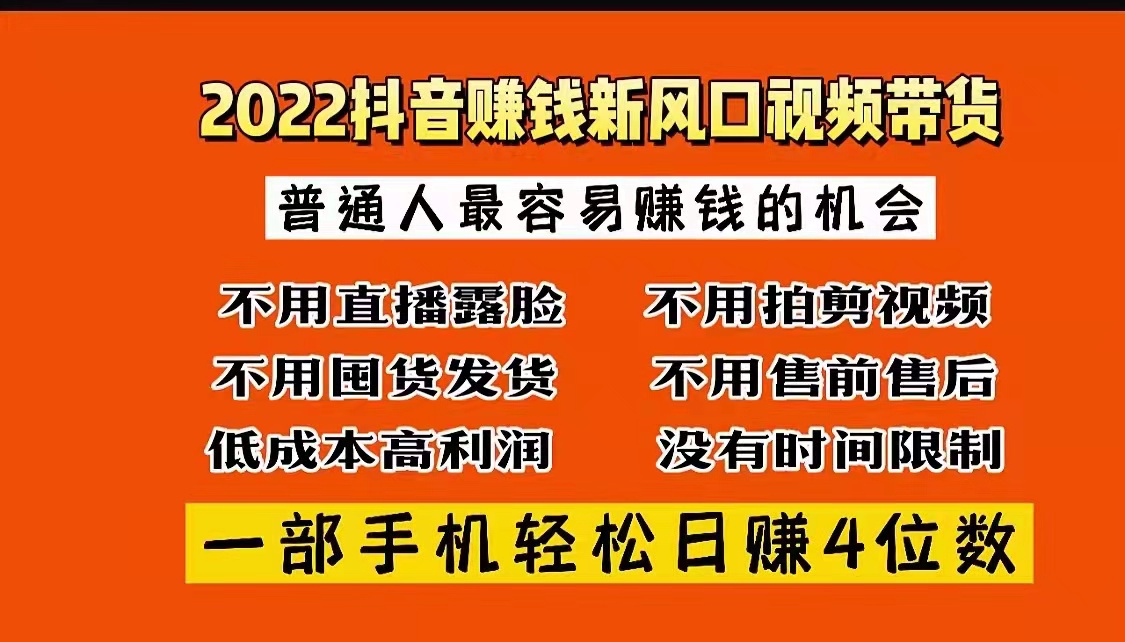 2022抖音赚钱新风口视频带货
普通人最容易赚钱的机会
不用直播露脸 不用拍剪视频
不用囤货发货 不用售前售后
低成本高利润 没有时间限制
一部手机轻松日赚4位数